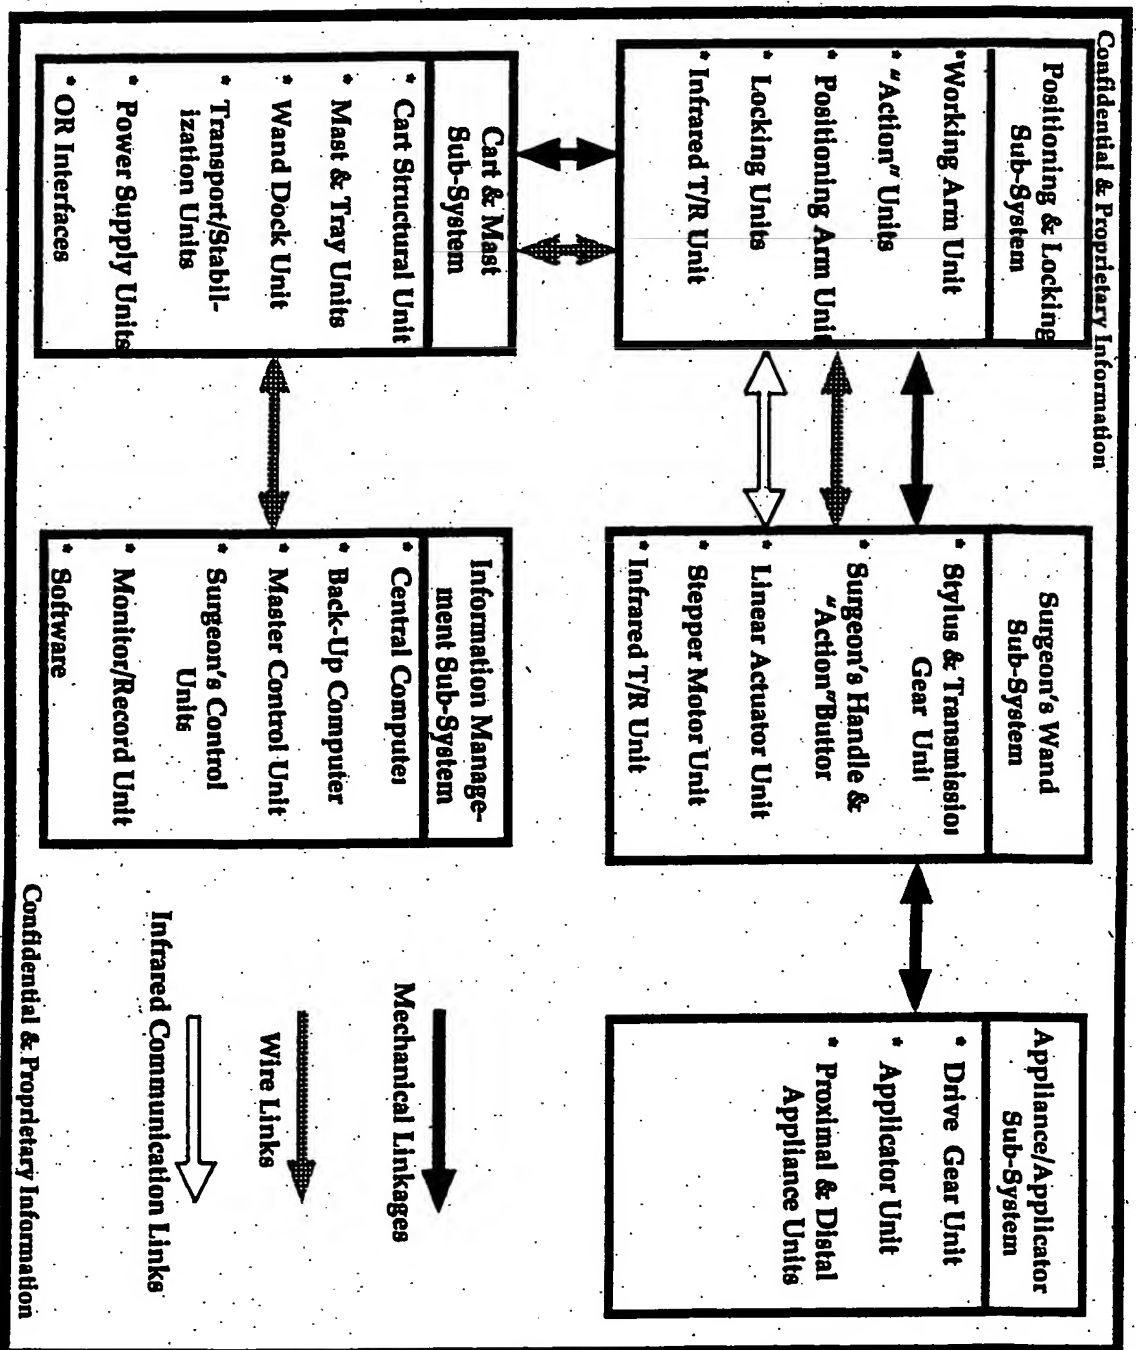 Confidential & Proprietary Information
Positioning & Locking
Sub-System
*Working Arm Unit
* "Action" Units
* Positioning Arm Unit
* Locking Units
* Infrared T/R Unit
Surgeon's Wand
Sub-System
* Stylus & Transmission
Gear Unit
* Surgeon's Handle &
"Action"Buttor
* Linear Actuator Unit
* Stepper Motor Unit
* Infrared T/R Unit
Appliance/Applicator
Sub-System
* Drive Gear Unit
* Applicator Unit
* Proximal & Distal
Appliance Units
Cart & Mast
Sub-System
* Cart Structural Unit
* Mast & Tray Units
* Wand Dock Unit
* Transport/Stabil-
ization Units
* Power Supply Units
* OR Interfaces
Information Manage-
ment Sub-System
* Central Computer
* Back-Up Computer
* Master Control Unit
* Surgeon's Control
Units
* Monitor/Record Unit
* Software
Mechanical Linkages
Wire Links
Infrared Communication Links
Confidential & Proprietary Information